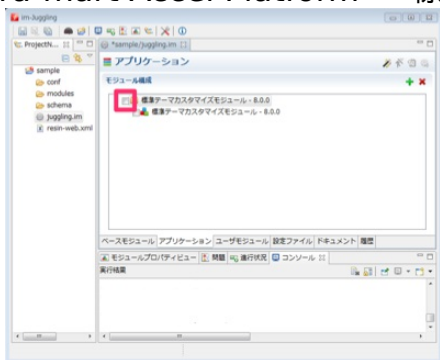 im-Juggling
ProjectN...
*sample/juggling.im
sample
conf
modules
schema
juggling.im
resin-web.xml
アプリケーション
モジュール構成
標準テーマカスタマイズモジュール - 8.0.0
標準テーマカスタマイズモジュール - 8.0.0
ベースモジュール アプリケーション ユーザモジュール 設定ファイル ドキュメント 履歴
モジュールプロパティビュー 問題 進行状況 コンソール
実行結果